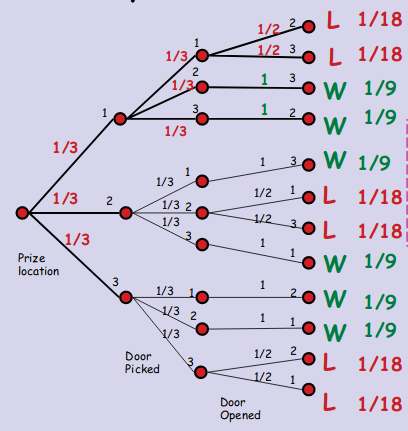 1/2 2 L 1/18
1
1/3 1/2 3 L 1/18
2
1/3 1 3 W 1/9
1 3 1 2 W 1/9
1/3
1/3
1 3 W 1/9
1/3 1
1/3 2 1/3 2 1/2 1 L 1/18
1/3 1/2 3 L 1/18
3
1/3 1 1 W 1/9
Prize
location
3 1/3 1 1 2 W 1/9
1/3 2 1 1 W 1/9
1/3
Door
Picked 3 1/2 2 L 1/18
1/2 1 L 1/18
Door
Opened